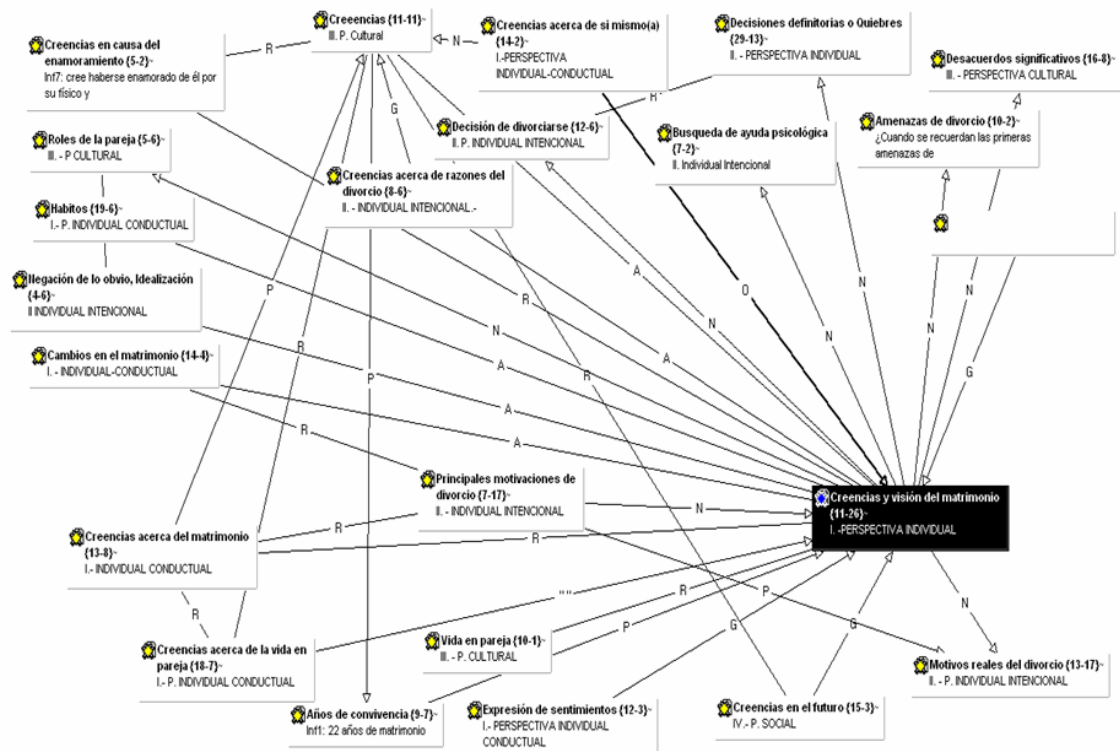 Creeencias {11-11}~
III. P. Cultural
Creencias acerca de si mismo(a)
{14-2}~
I.-PERSPECTIVA
INDIVIDUAL-CONDUCTUAL
Decisiones definitorias o Quiebres
{29-13}~
II. - PERSPECTIVA INDIVIDUAL
Creencias en causa del
enamoramiento {5-2}~
Inf7: cree haberse enamorado de él por
su físico y
Desacuerdos significativos {16-8}~
III. - PERSPECTIVA CULTURAL
Roles de la pareja {5-6}~
III. - P CULTURAL
Decisión de divorciarse {12-6}~
II. P. INDIVIDUAL INTENCIONAL
Busqueda de ayuda psicológica
{7-2}~
II. Individual Intencional
Amenazas de divorcio {10-2}~
¿Cuando se recuerdan las primeras
amenazas de
Creencias acerca de razones del
divorcio {8-6}~
II. - INDIVIDUAL INTENCIONAL.-
Habitos {19-6}~
I.- P. INDIVIDUAL CONDUCTUAL
Negación de lo obvio, Idealización
{4-6}~
II INDIVIDUAL INTENCIONAL
Cambios en el matrimonio {14-4}~
I. - INDIVIDUAL-CONDUCTUAL
Principales motivaciones de
divorcio {7-17}~
II. - INDIVIDUAL INTENCIONAL
Creencias y visión del matrimonio
{11-26}~
I. -PERSPECTIVA INDIVIDUAL
Creencias acerca del matrimonio
{13-8}~
I.- INDIVIDUAL CONDUCTUAL
Creencias acerca de la vida en
pareja {18-7}~
I.- P. INDIVIDUAL CONDUCTUAL
Vida en pareja {10-1}~
III. - P. CULTURAL
Motivos reales del divorcio {13-17}~
II. - P INDIVIDUAL INTENCIONAL
Años de convivencia {9-7}~
Inf1: 22 años de matrimonio
Expresión de sentimientos {12-3}~
I.- PERSPECTIVA INDIVIDUAL
CONDUCTUAL
Creencias en el futuro {15-3}~
IV.- P. SOCIAL
R
N
G
R
P
R
P
O
A
N
N
N
N
N
G
R
N
A
A
R
A
A
R
R
N
R
R
""
R
P
G
G
P
N